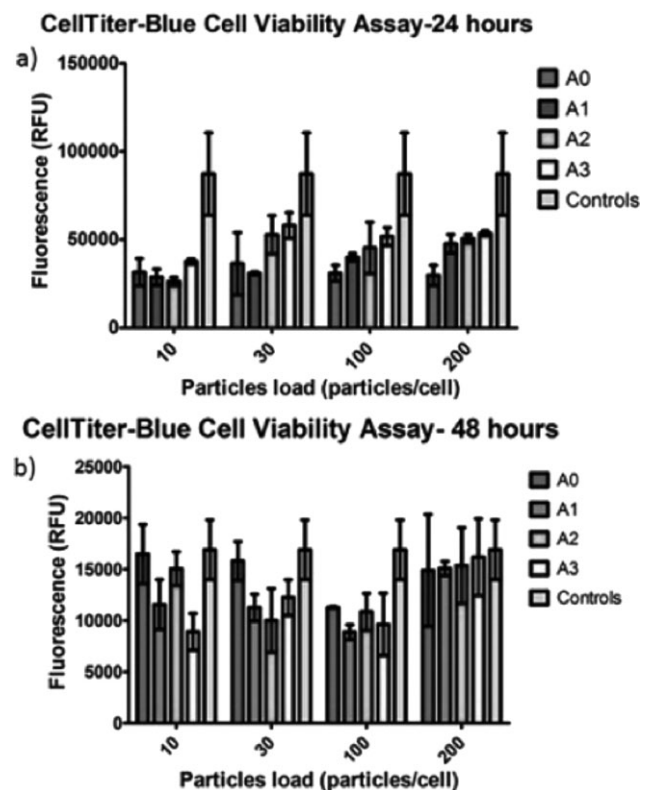 CellTiter-Blue Cell Viability Assay-24 hours
a)
150000
100000
50000
0
Fluorescence (RFU)
A0
A1
A2
A3
Controls
10
30
100
200
Particles load (particles/cell)
CellTiter-Blue Cell Viability Assay- 48 hours
b)
25000
20000
15000
10000
5000
0
Fluorescence (RFU)
A0
A1
A2
A3
Controls
10
30
100
200
Particles load (particles/cell)